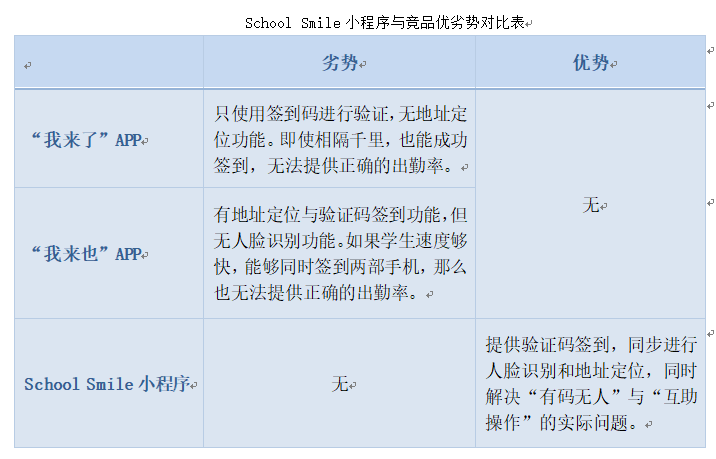 School Smile 小程序与竞品优劣势对比表
劣势
优势
“我来了”APP
只使用签到码进行验证，无地址定
位功能。即使相隔千里，也能成功
签到，无法提供正确的出勤率。
无
“我来也”APP
有地址定位与验证码签到功能，但
无人脸识别功能。如果学生速度够
快，能够同时签到两部手机，那么
也无法提供正确的出勤率。
School Smile 小程序
无
提供验证码签到，同步进行
人脸识别和地址定位，同时
解决“有码无人”与“互助
操作”的实际问题。